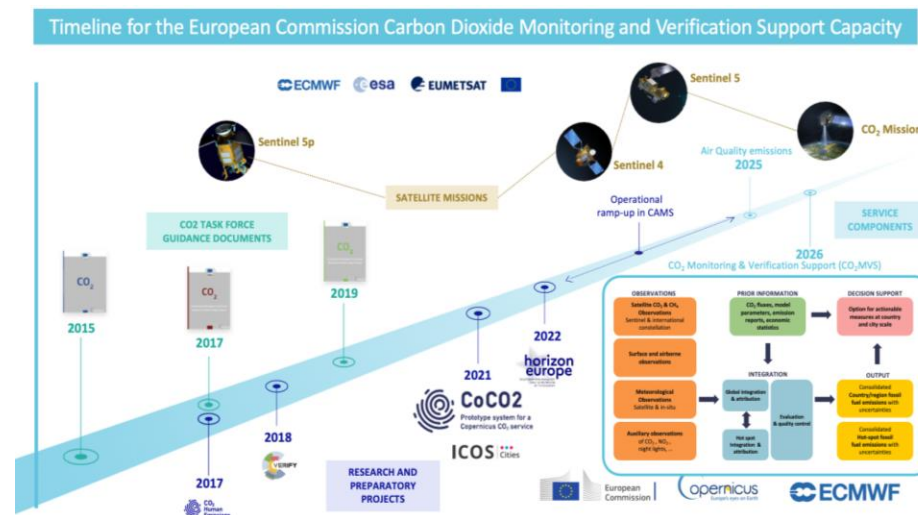 Timeline for the European Commission Carbon Dioxide Monitoring and Verification Support Capacity
ECMWF
esa
EUMETSAT
Sentinel 5p
SATELLITE MISSIONS
Sentinel 4
Sentinel 5
CO₂ Mission
Air Quality emissions
2025
Operational
ramp-up in CAMS
SERVICE
COMPONENTS
2026
CO₂ Monitoring & Verification Support (CO₂MVS)
CO2 TASK FORCE
GUIDANCE DOCUMENTS
CO₂
2015
CO₂
2017
CO₂
2019
2017
CO₂
Human
2018
VERIFY
RESEARCH AND
PREPARATORY
PROJECTS
2021
CoCO2
Prototype system for a
Copernicus CO₂ service
ICOS Cities
2022
horizon
europe
OBSERVATIONS
Satellite CO₂ & CH₄
Observations
Sentinel & international
constellation
Surface and airborne
observations
Meteorological
Observations
Satellite & in-situ
Auxiliary observations
of CO, NO₂,
night lights, ...
PRIOR INFORMATION
CO₂ fluxes, model
parameters, emission
reports, economic
statistics
INTEGRATION
Global integration
& attribution
Hot spot
integration &
attribution
Evaluation
& quality control
DECISION SUPPORT
Option for actionable
measures at country
and city scale
OUTPUT
Consolidated
Country/region fossil
fuel emissions with
uncertainties
Consolidated
Hot-spot fossil
fuel emissions with
uncertainties
European
Commission
opernicus
Europe's eyes on Earth
ECMWF